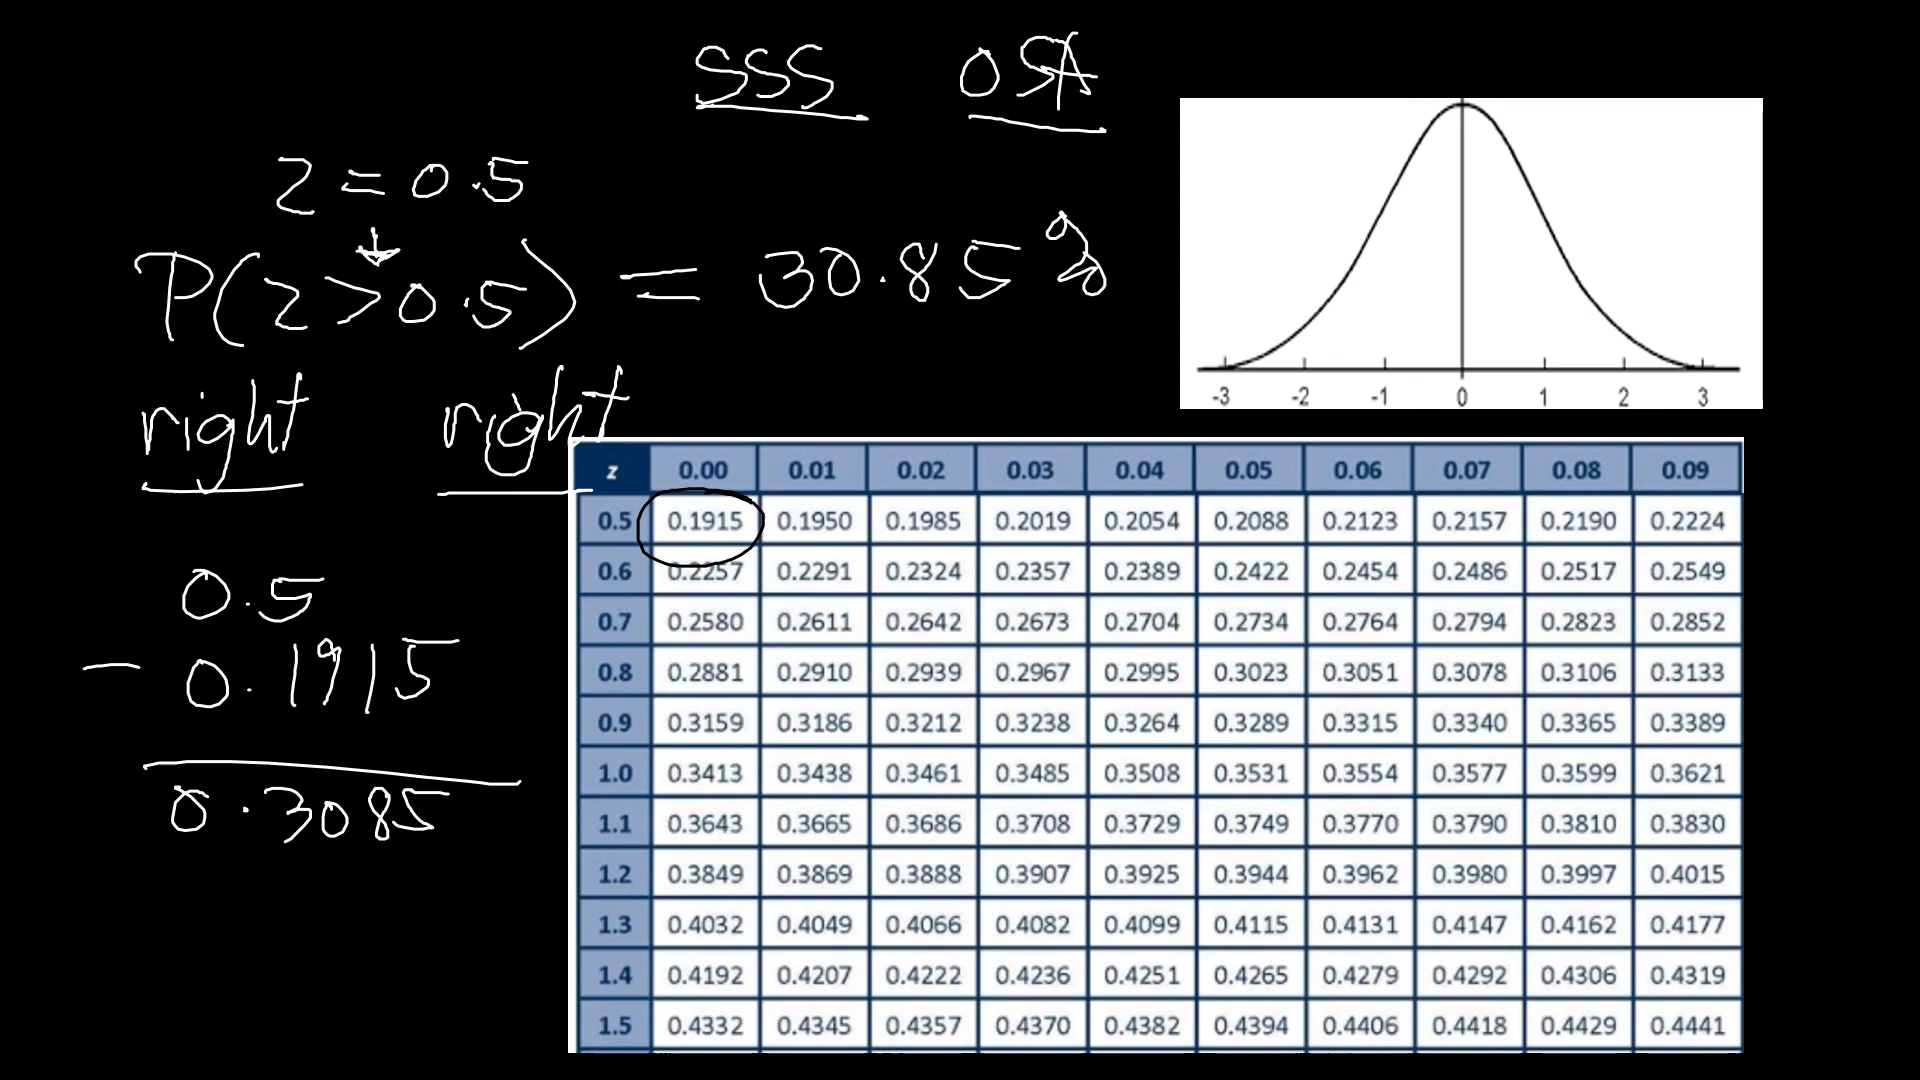 SSS OSA
z = 0.5
P(z > 0.5) = 30.85%
right right
0.5
- 0.1915
0.3085
-3 -2 -1 0 1 2 3
z 0.00 0.01 0.02 0.03 0.04 0.05 0.06 0.07 0.08 0.09
0.5 0.1915 0.1950 0.1985 0.2019 0.2054 0.2088 0.2123 0.2157 0.2190 0.2224
0.6 0.2257 0.2291 0.2324 0.2357 0.2389 0.2422 0.2454 0.2486 0.2517 0.2549
0.7 0.2580 0.2611 0.2642 0.2673 0.2704 0.2734 0.2764 0.2794 0.2823 0.2852
0.8 0.2881 0.2910 0.2939 0.2967 0.2995 0.3023 0.3051 0.3078 0.3106 0.3133
0.9 0.3159 0.3186 0.3212 0.3238 0.3264 0.3289 0.3315 0.3340 0.3365 0.3389
1.0 0.3413 0.3438 0.3461 0.3485 0.3508 0.3531 0.3554 0.3577 0.3599 0.3621
1.1 0.3643 0.3665 0.3686 0.3708 0.3729 0.3749 0.3770 0.3790 0.3810 0.3830
1.2 0.3849 0.3869 0.3888 0.3907 0.3925 0.3944 0.3962 0.3980 0.3997 0.4015
1.3 0.4032 0.4049 0.4066 0.4082 0.4099 0.4115 0.4131 0.4147 0.4162 0.4177
1.4 0.4192 0.4207 0.4222 0.4236 0.4251 0.4265 0.4279 0.4292 0.4306 0.4319
1.5 0.4332 0.4345 0.4357 0.4370 0.4382 0.4394 0.4406 0.4418 0.4429 0.4441